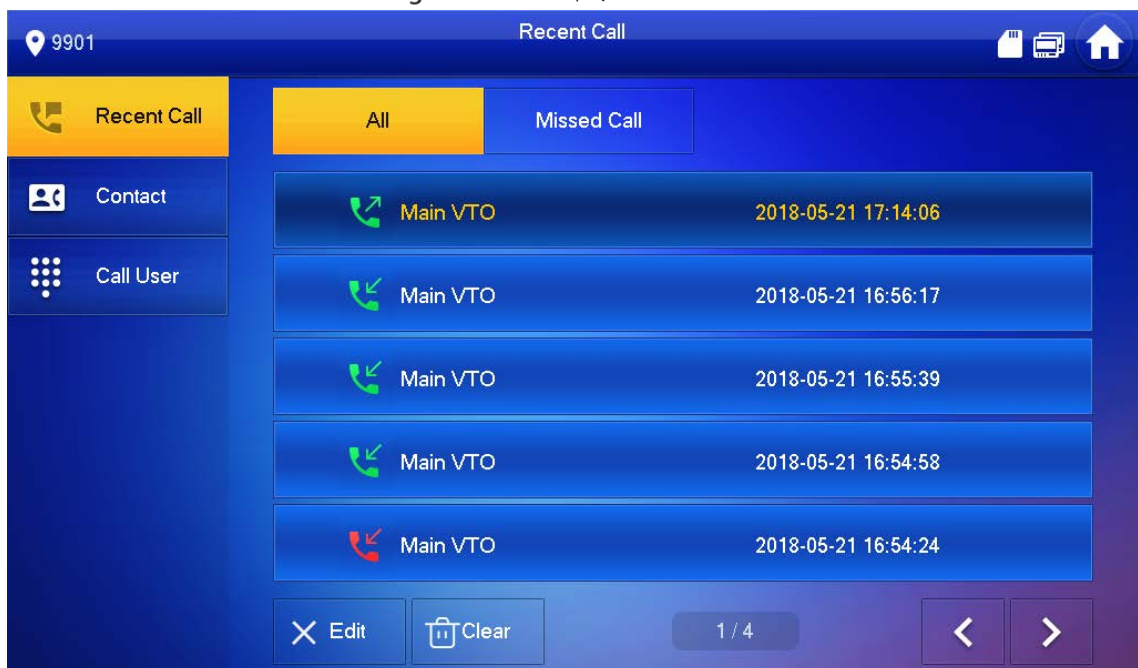 9901
Recent Call
Recent Call
Contact
Call User
All
Missed Call
Main VTO 2018-05-21 17:14:06
Main VTO 2018-05-21 16:56:17
Main VTO 2018-05-21 16:55:39
Main VTO 2018-05-21 16:54:58
Main VTO 2018-05-21 16:54:24
Edit Clear 1 / 4